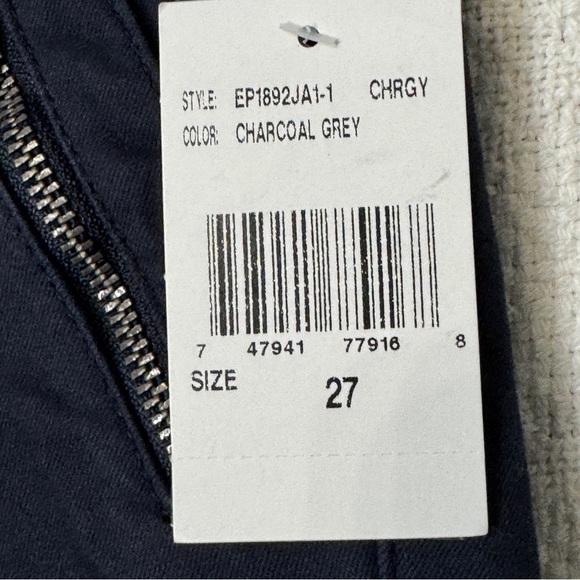 STYLE: EP1892JA1-1 CHRGY
COLOR: CHARCOAL GREY
7 47941 77916 8
SIZE 27